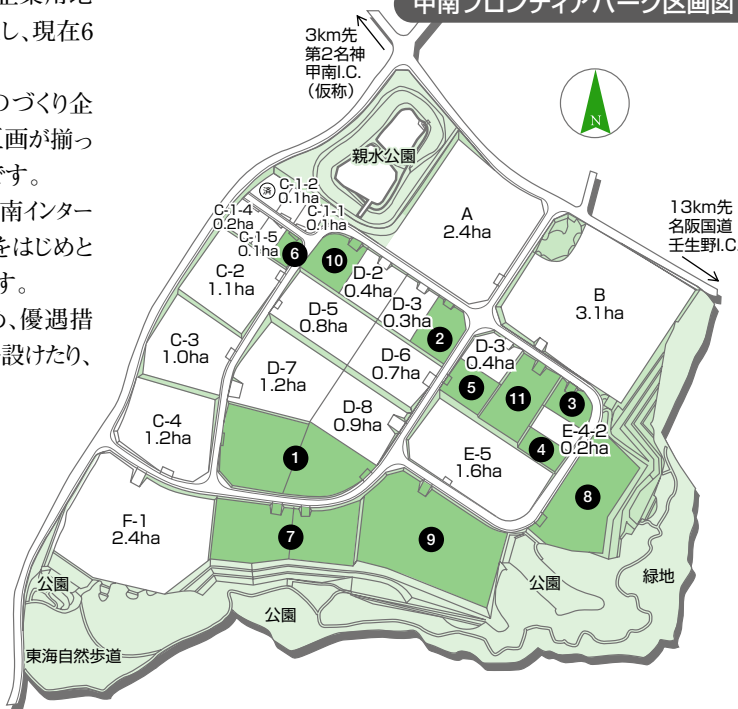 企業用地
し、現在6
のづくり企
区画が揃っ
です。
南インター
をはじめと
す。
め、優遇措
設けたり、
甲南フロンティアパーク区画図
3km先
第2名神
甲南I.C.
(仮称)
N
親水公園
13km先
名阪国道
壬生野I.C.
済
C-1-2
0.1ha
C-1-1
0.1ha
C-1-4
0.2ha
C-1-5
0.1ha
6
10
A
2.4ha
B
3.1ha
C-2
1.1ha
D-2
0.4ha
D-3
0.3ha
2
D-5
0.8ha
D-6
0.7ha
C-3
1.0ha
D-7
1.2ha
D-3
0.4ha
5
11
3
E-4-2
0.2ha
4
C-4
1.2ha
D-8
0.9ha
E-5
1.6ha
1
8
F-1
2.4ha
7
9
公園
公園
公園
緑地
東海自然歩道